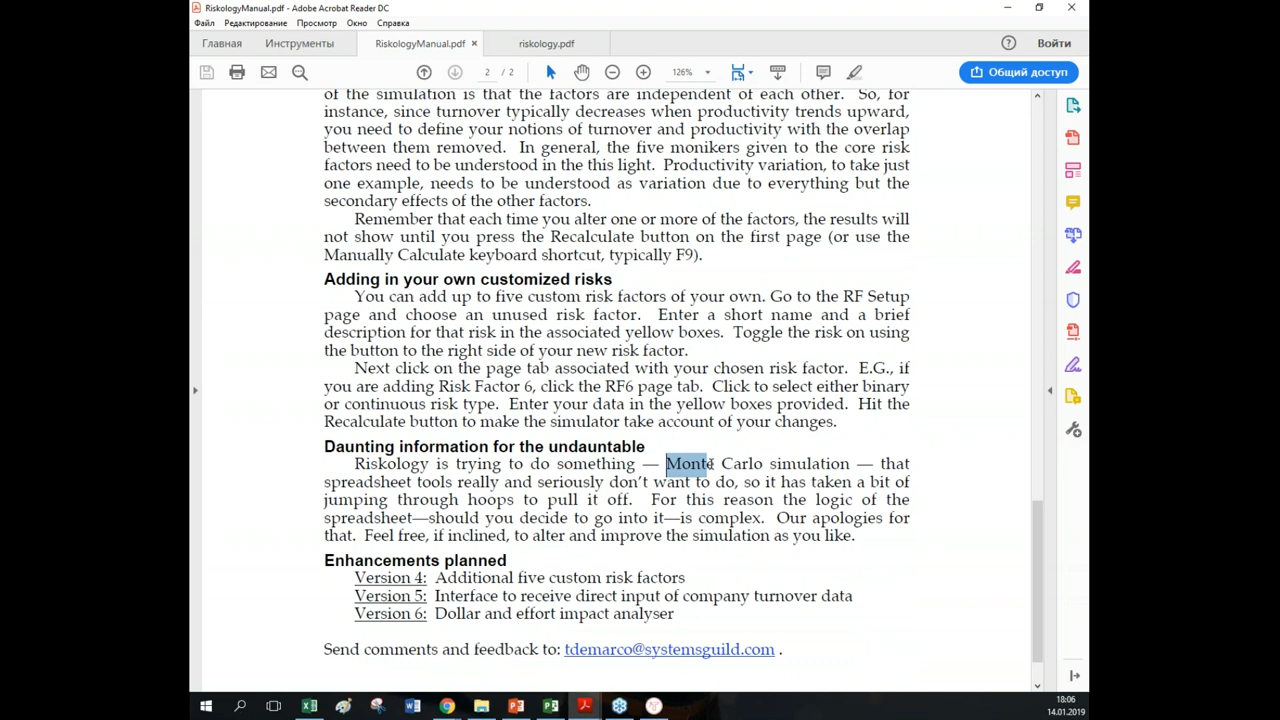 RiskologyManual.pdf - Adobe Acrobat Reader DC
Файл Редактирование Просмотр Окно Справка
Главная Инструменты RiskologyManual.pdf × riskology.pdf Войти
2 / 2 126% Общий доступ
of the simulation is that the factors are independent of each other. So, for
instance, since turnover typically decreases when productivity trends upward,
you need to define your notions of turnover and productivity with the overlap
between them removed. In general, the five monikers given to the core risk
factors need to be understood in the this light. Productivity variation, to take just
one example, needs to be understood as variation due to everything but the
secondary effects of the other factors.
Remember that each time you alter one or more of the factors, the results will
not show until you press the Recalculate button on the first page (or use the
Manually Calculate keyboard shortcut, typically F9).
Adding in your own customized risks
You can add up to five custom risk factors of your own. Go to the RF Setup
page and choose an unused risk factor. Enter a short name and a brief
description for that risk in the associated yellow boxes. Toggle the risk on using
the button to the right side of your new risk factor.
Next click on the page tab associated with your chosen risk factor. E.G., if
you are adding Risk Factor 6, click the RF6 page tab. Click to select either binary
or continuous risk type. Enter your data in the yellow boxes provided. Hit the
Recalculate button to make the simulator take account of your changes.
Daunting information for the undauntable
Riskology is trying to do something — Monte Carlo simulation — that
spreadsheet tools really and seriously don't want to do, so it has taken a bit of
jumping through hoops to pull it off. For this reason the logic of the
spreadsheet—should you decide to go into it—is complex. Our apologies for
that. Feel free, if inclined, to alter and improve the simulation as you like.
Enhancements planned
Version 4: Additional five custom risk factors
Version 5: Interface to receive direct input of company turnover data
Version 6: Dollar and effort impact analyser
Send comments and feedback to: tdemarco@systemsguild.com .
18:06
14.01.2019